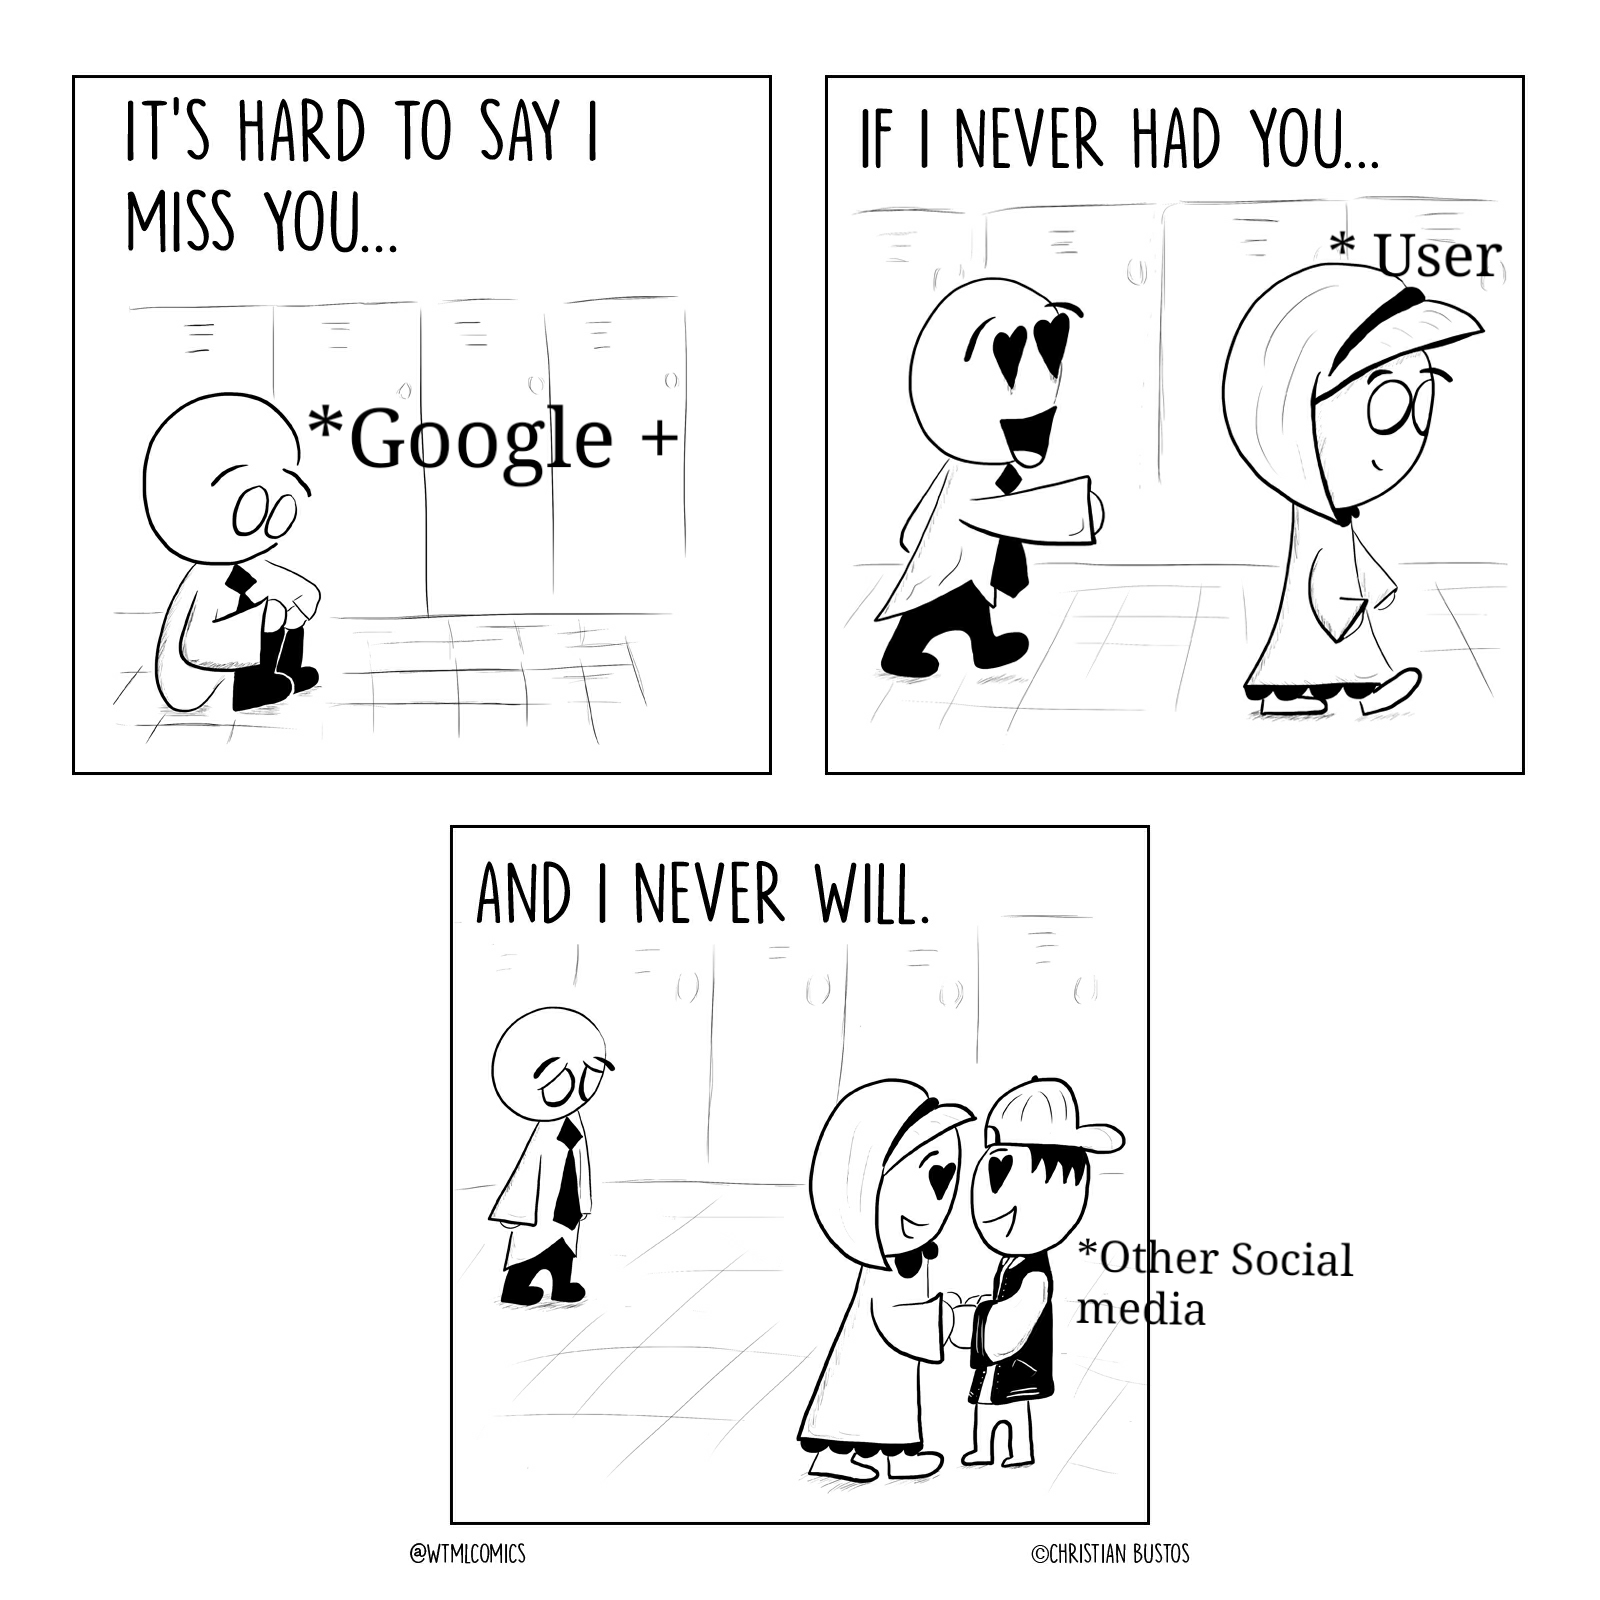 IT'S HARD TO SAY I
MISS YOU...
*Google +
IF I NEVER HAD YOU...
* User
AND I NEVER WILL.
*Other Social
media
@WTMLCOMICS
©CHRISTIAN BUSTOS